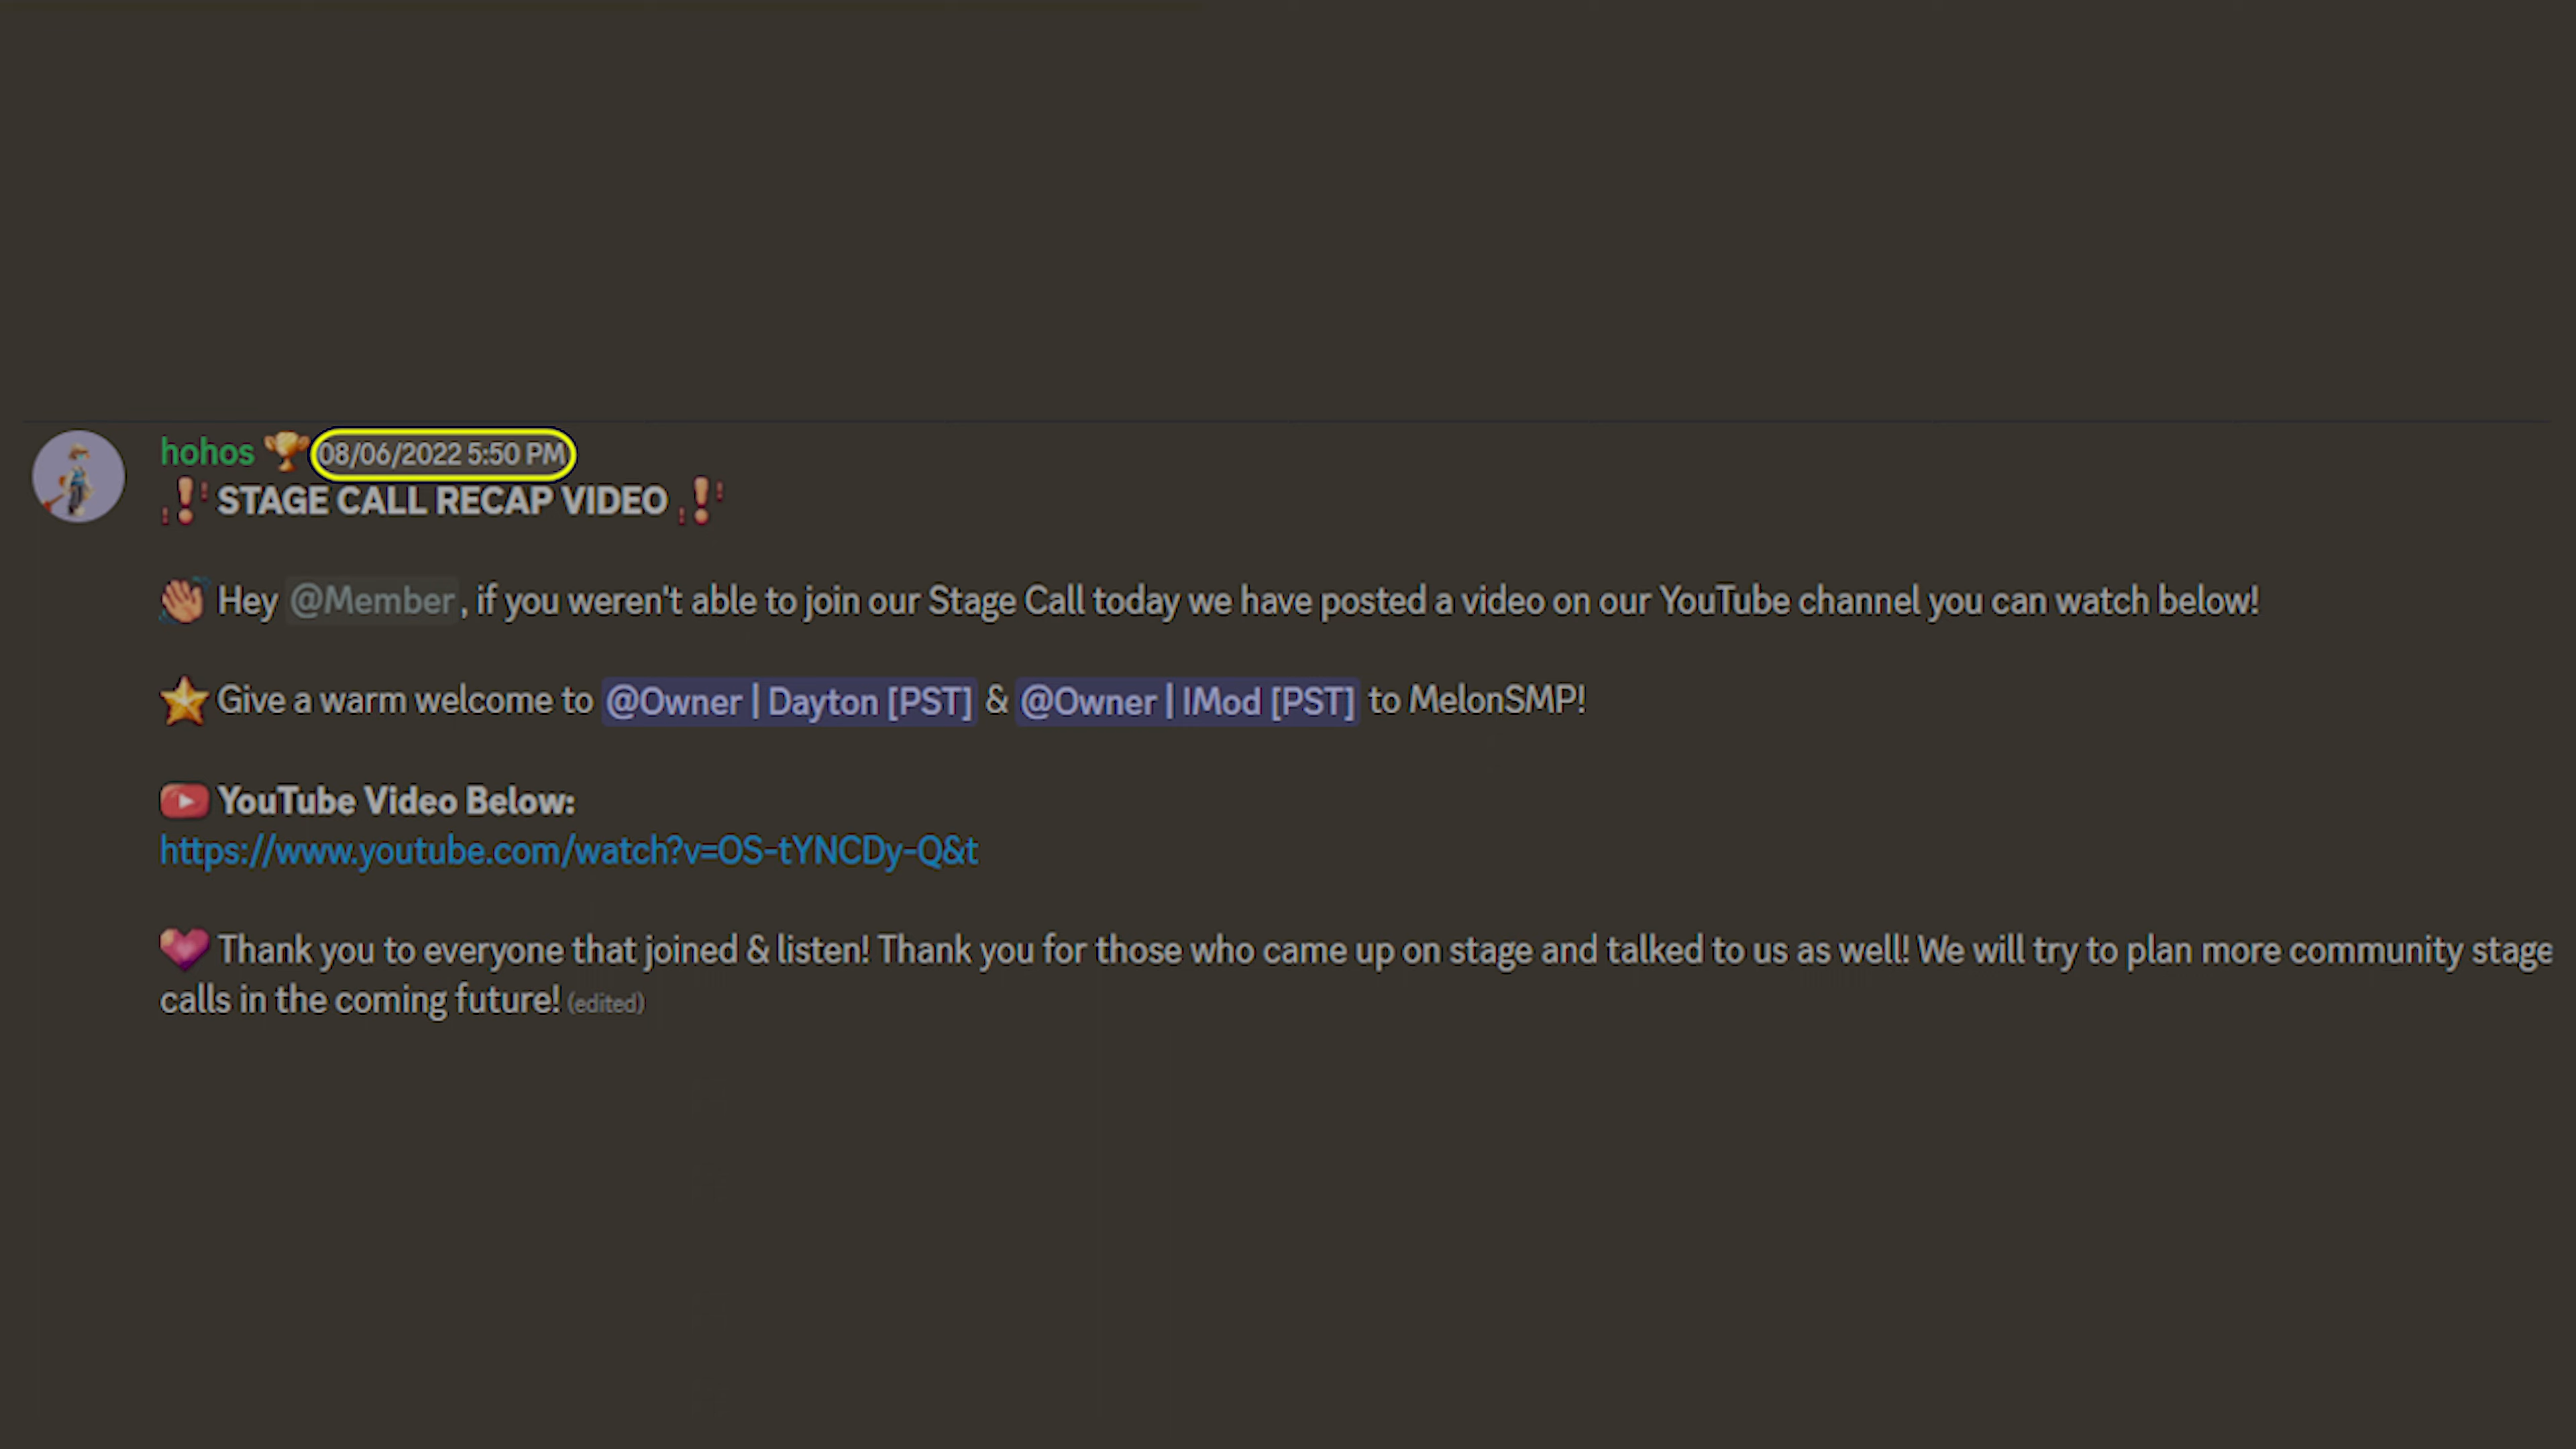 hohos 🏆 08/06/2022 5:50 PM
STAGE CALL RECAP VIDEO
👋 Hey @Member, if you weren't able to join our Stage Call today we have posted a video on our YouTube channel you can watch below!
⭐ Give a warm welcome to @Owner | Dayton [PST] & @Owner | IMod [PST] to MelonSMP!
YouTube Video Below:
https://www.youtube.com/watch?v=OS-tYNCDy-Q&t
Thank you to everyone that joined & listen! Thank you for those who came up on stage and talked to us as well! We will try to plan more community stage
calls in the coming future! (edited)